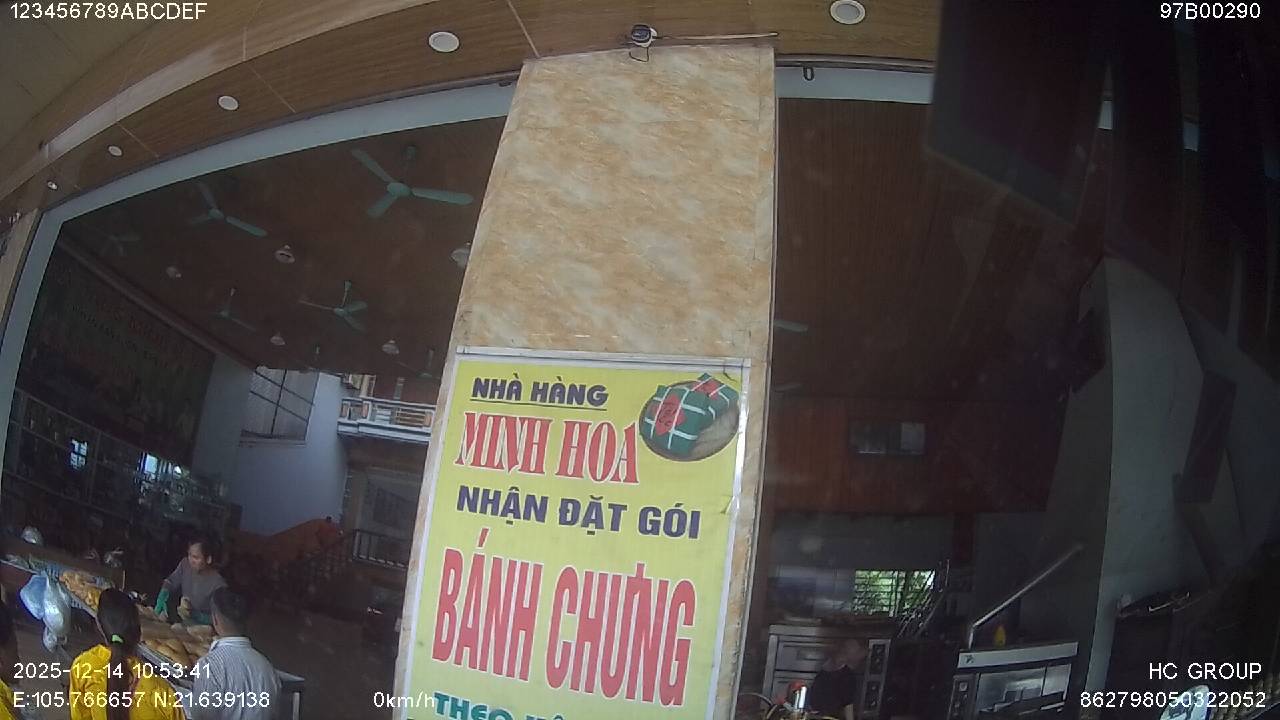 123456789ABCDEF
97B00290
NHÀ HÀNG
MINH HOA
NHẬN ĐẶT GÓI
BÁNH CHƯNG
THEO
2025-12-14 10:53:41
E:105.766657 N:21.639138
0km/h
HC GROUP
862798050322052